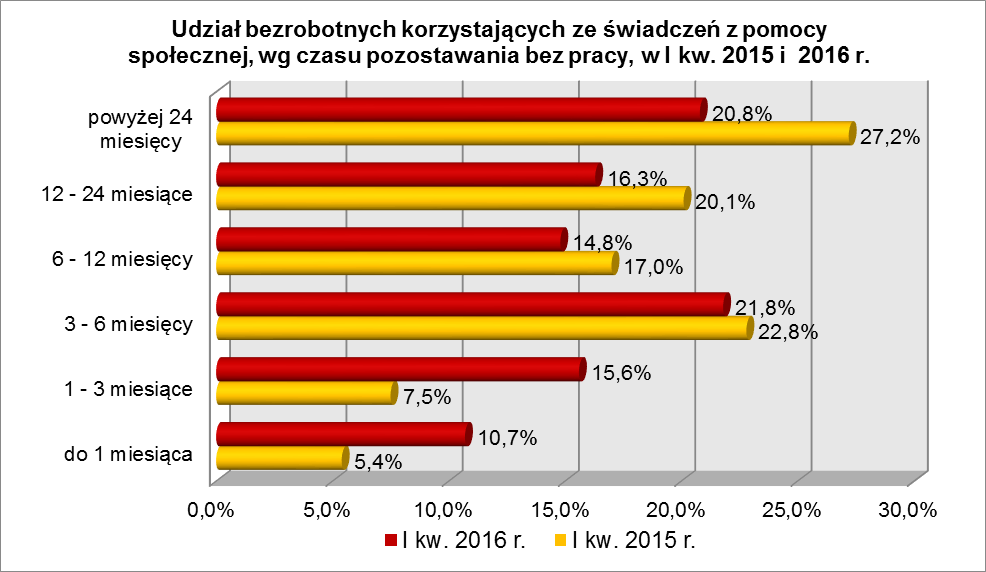 Udział bezrobotnych korzystających ze świadczeń z pomocy
społecznej, wg czasu pozostawania bez pracy, w I kw. 2015 i  2016 r.
powyżej 24
miesięcy
20,8%
27,2%
12 - 24 miesiące
16,3%
20,1%
6 - 12 miesięcy
14,8%
17,0%
3 - 6 miesięcy
21,8%
22,8%
1 - 3 miesiące
15,6%
7,5%
do 1 miesiąca
10,7%
5,4%
0,0% 5,0% 10,0% 15,0% 20,0% 25,0% 30,0%
I kw. 2016 r. I kw. 2015 r.